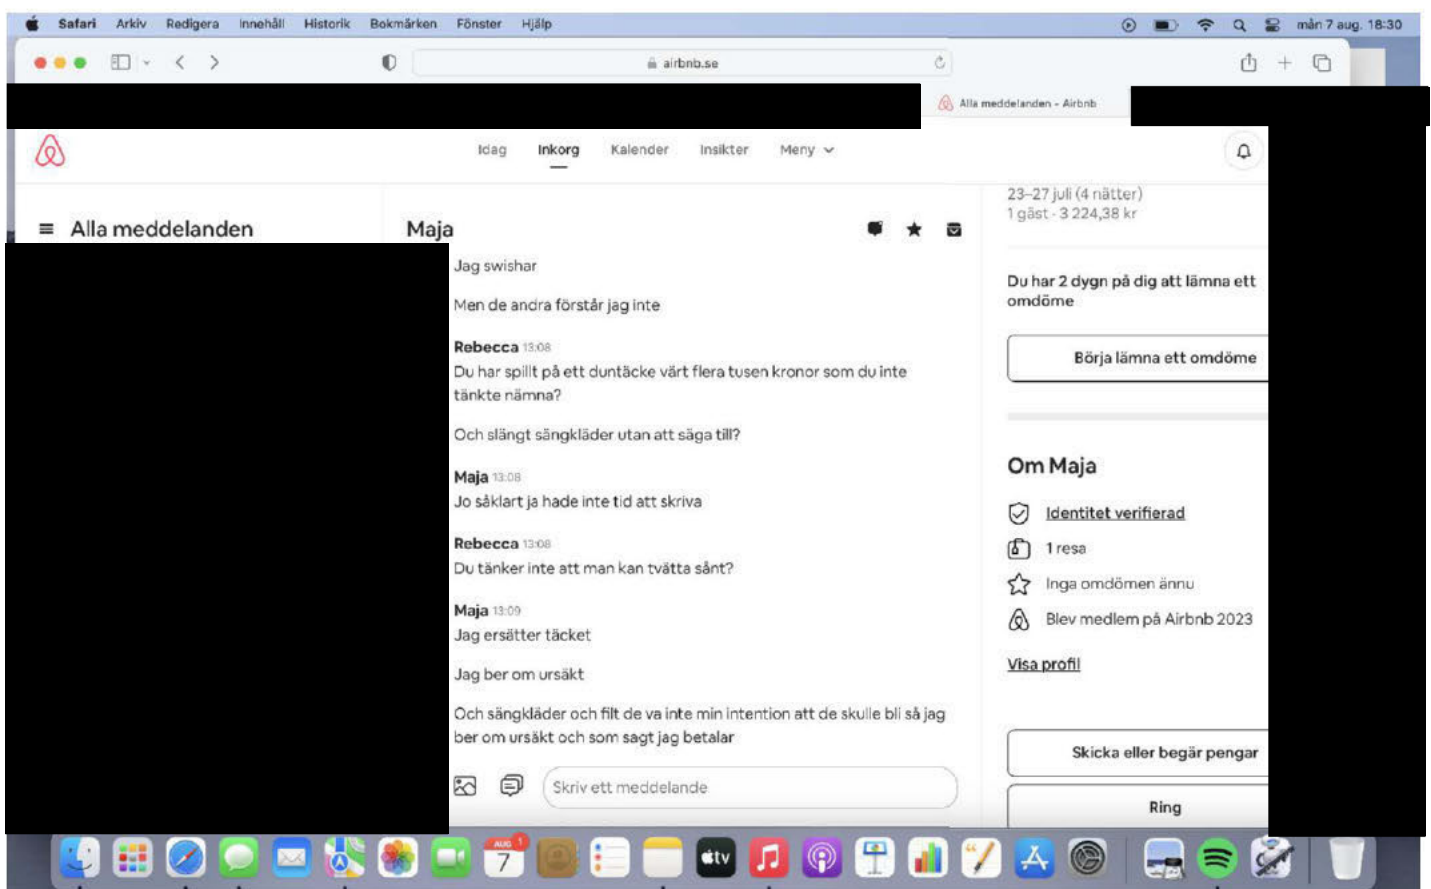 Safari Arkiv Redigera Innehåll Historik Bokmärken Fönster Hjälp mån 7 aug. 18:30
airbnb.se
Alla meddelanden - Airbnb
Idag Inkorg Kalender Insikter Meny
23–27 juli (4 nätter)
1 gäst · 3 224,38 kr
Alla meddelanden
Maja
Jag swishar
Men de andra förstår jag inte
Rebecca 13:08
Du har spillt på ett duntäcke värt flera tusen kronor som du inte
tänkte nämna?
Och slängt sängkläder utan att säga till?
Maja 13:08
Jo såklart ja hade inte tid att skriva
Rebecca 13:08
Du tänker inte att man kan tvätta sånt?
Maja 13:09
Jag ersätter täcket
Jag ber om ursäkt
Och sängkläder och filt de va inte min intention att de skulle bli så jag
ber om ursäkt och som sagt jag betalar
Skriv ett meddelande
Du har 2 dygn på dig att lämna ett
omdöme
Börja lämna ett omdöme
Om Maja
Identitet verifierad
1 resa
Inga omdömen ännu
Blev medlem på Airbnb 2023
Visa profil
Skicka eller begär pengar
Ring
AUG 1
7
tv